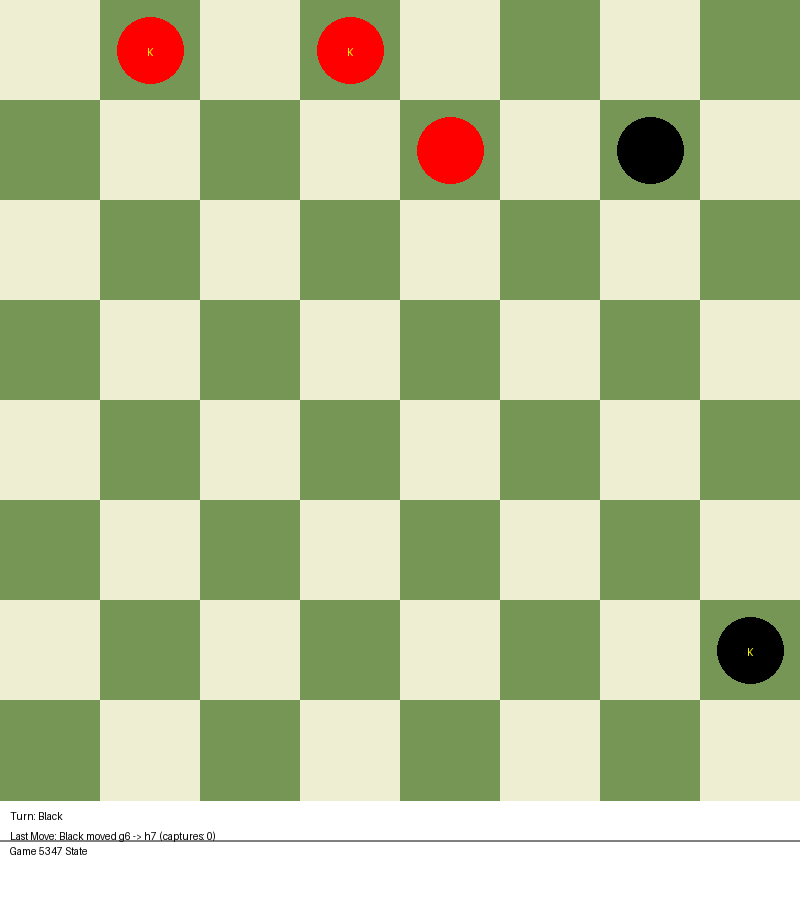 K
K
K
Turn: Black
Last Move: Black moved g6 -> h7 (captures: 0)
Game 5347 State